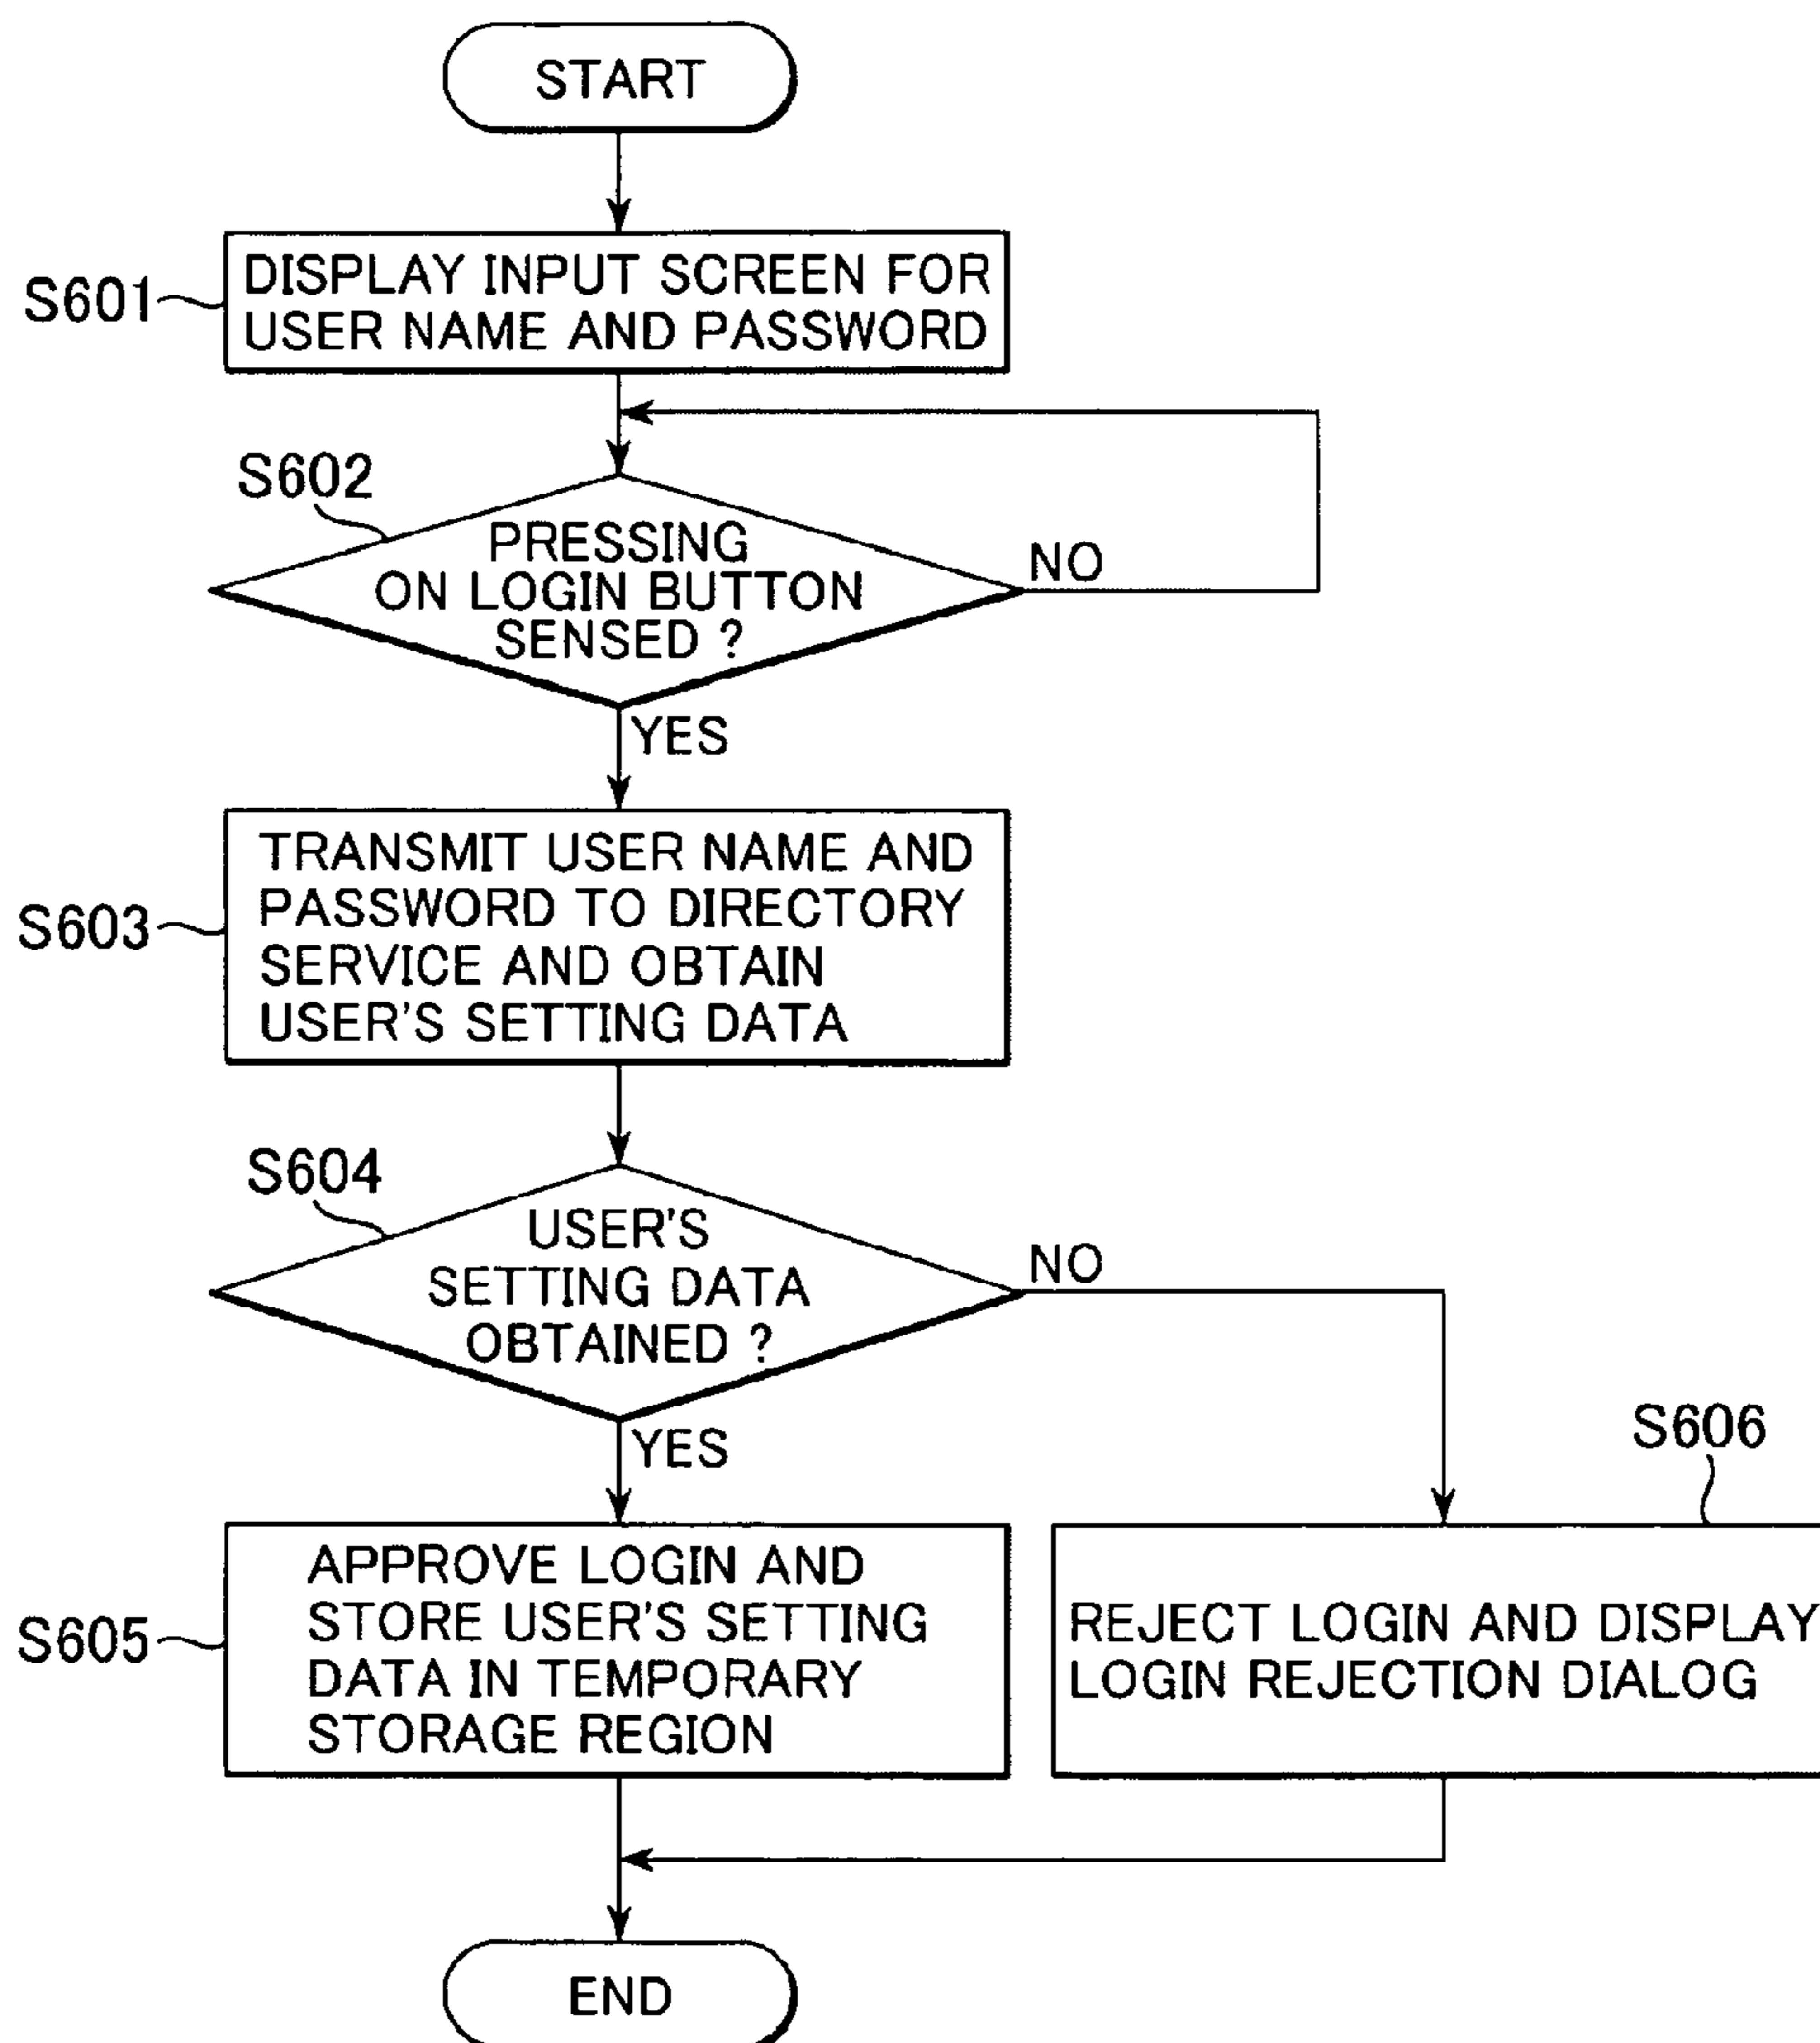 START
S601
DISPLAY INPUT SCREEN FOR
USER NAME AND PASSWORD
S602
PRESSING
ON LOGIN BUTTON
SENSED ?
NO
YES
S603
TRANSMIT USER NAME AND
PASSWORD TO DIRECTORY
SERVICE AND OBTAIN
USER'S SETTING DATA
S604
USER'S
SETTING DATA
OBTAINED ?
NO
YES
S605
APPROVE LOGIN AND
STORE USER'S SETTING
DATA IN TEMPORARY
STORAGE REGION
S606
REJECT LOGIN AND DISPLAY
LOGIN REJECTION DIALOG
END